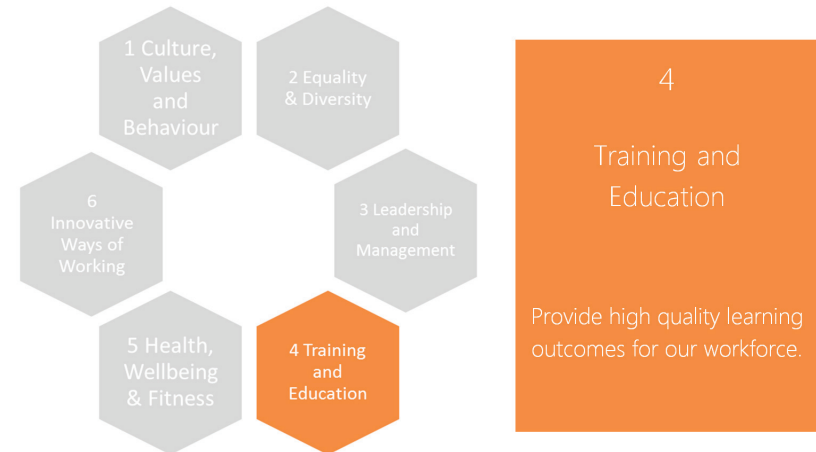 1 Culture,
Values
and
Behaviour
2 Equality
& Diversity
3 Leadership
and
Management
4 Training
and
Education
5 Health,
Wellbeing
& Fitness
6
Innovative
Ways of
Working
4
Training and
Education
Provide high quality learning
outcomes for our workforce.